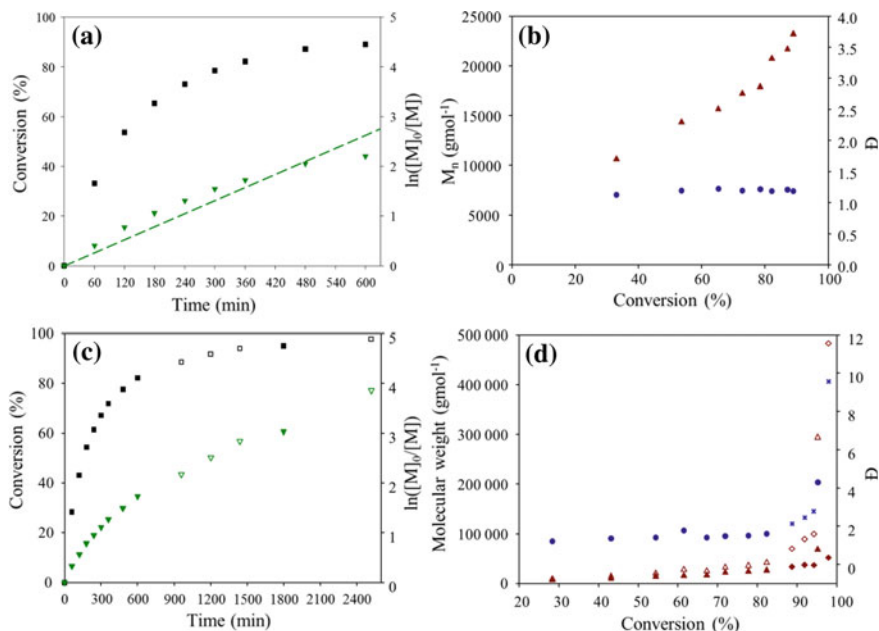 (a)
Conversion (%)
100
80
60
40
20
0
5
4
3
2
1
0
ln([M]₀/[M])
0 60 120 180 240 300 360 420 480 540 600
Time (min)
(b)
Mₙ (gmol⁻¹)
25000
20000
15000
10000
5000
0
4.0
3.5
3.0
2.5
2.0
1.5
1.0
0.5
0.0
Đ
0 20 40 60 80 100
Conversion (%)
(c)
Conversion (%)
100
80
60
40
20
0
5
4
3
2
1
0
ln([M]₀/[M])
0 300 600 900 1200 1500 1800 2100 2400
Time (min)
(d)
Molecular weight (gmol⁻¹)
500 000
400 000
300 000
200 000
100 000
0
12
10
8
6
4
2
0
Đ
20 30 40 50 60 70 80 90 100
Conversion (%)